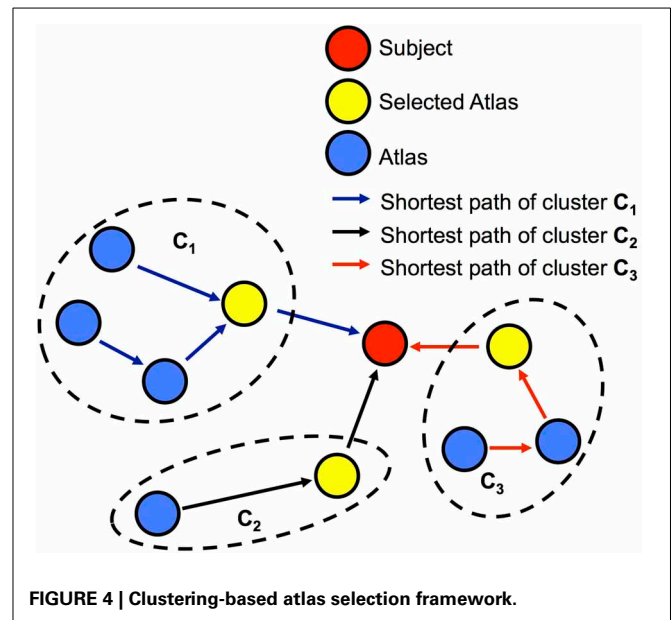 Subject
Selected Atlas
Atlas
Shortest path of cluster C1
Shortest path of cluster C2
Shortest path of cluster C3
C1
C2
C3
FIGURE 4 | Clustering-based atlas selection framework.